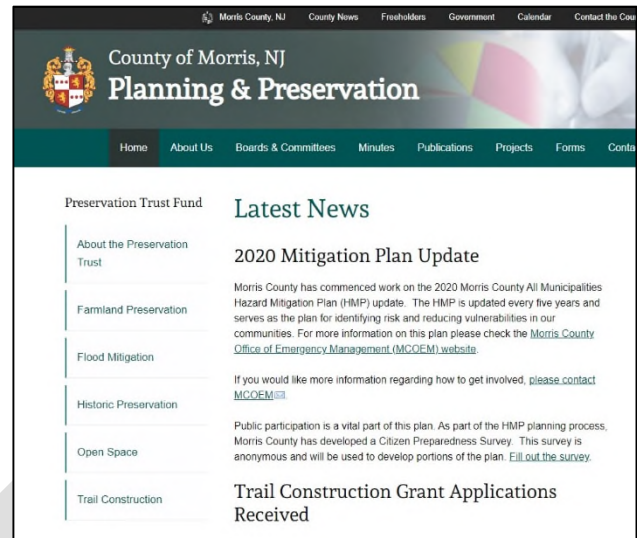 Morris County, NJ County News Freeholders Government Calendar Contact the Cou
County of Morris, NJ
Planning & Preservation
Home About Us Boards & Committees Minutes Publications Projects Forms Conta
Preservation Trust Fund
About the Preservation
Trust
Farmland Preservation
Flood Mitigation
Historic Preservation
Open Space
Trail Construction
Latest News
2020 Mitigation Plan Update
Morris County has commenced work on the 2020 Morris County All Municipalities
Hazard Mitigation Plan (HMP) update. The HMP is updated every five years and
serves as the plan for identifying risk and reducing vulnerabilities in our
communities. For more information on this plan please check the Morris County
Office of Emergency Management (MCOEM) website.
If you would like more information regarding how to get involved, please contact
MCOEM
Public participation is a vital part of this plan. As part of the HMP planning process,
Morris County has developed a Citizen Preparedness Survey. This survey is
anonymous and will be used to develop portions of the plan. Fill out the survey.
Trail Construction Grant Applications
Received